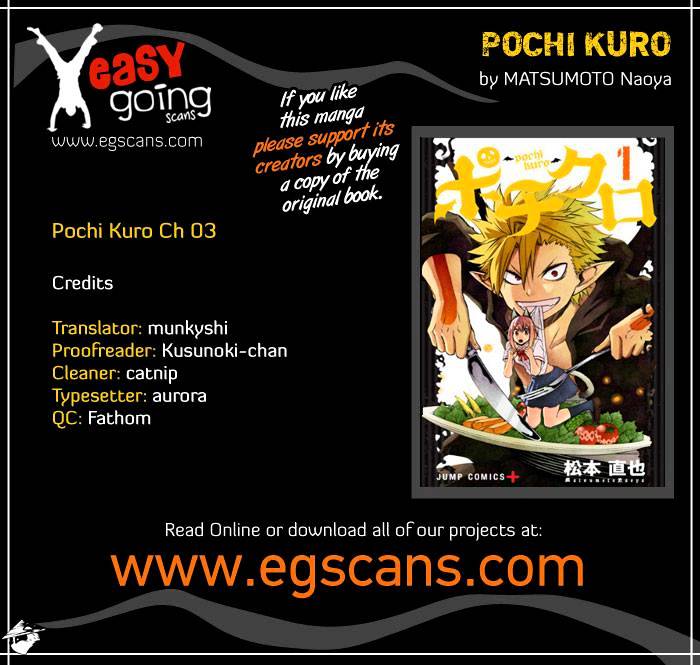 easy
going
scans
www.egscans.com
If you like
this manga
please support its
creators by buying
a copy of the
original book.
POCHI KURO
by MATSUMOTO Naoya
Pochi Kuro Ch 03
Credits
Translator: munkyshi
Proofreader: Kusunoki-chan
Cleaner: catnip
Typesetter: aurora
QC: Fathom
pochi
kuro
1
ポチクロ
松本 直也
Matsumoto Naoya
JUMP COMICS+
Read Online or download all of our projects at:
www.egscans.com